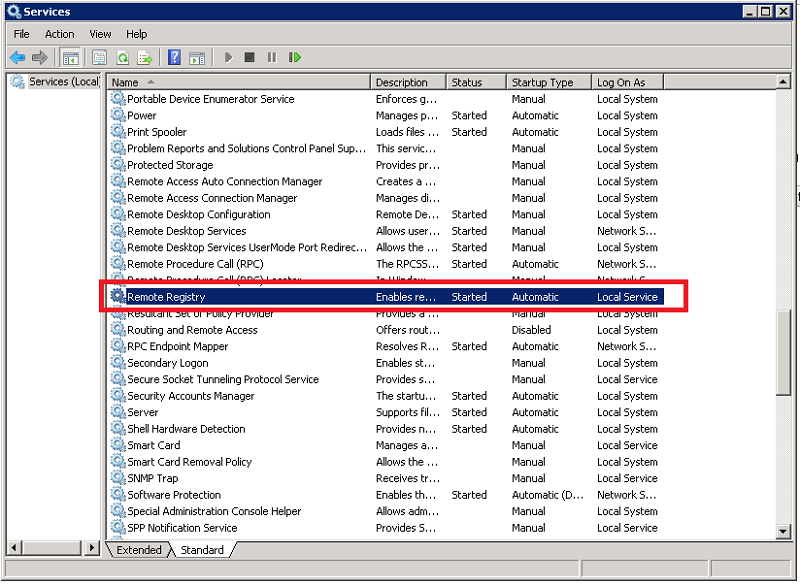 Services
File Action View Help
Services (Local
Name Description Status Startup Type Log On As
Portable Device Enumerator Service Enforces g... Manual Local System
Power Manages p... Started Automatic Local System
Print Spooler Loads files ... Started Automatic Local System
Problem Reports and Solutions Control Panel Sup... This servic... Manual Local System
Protected Storage Provides pr... Manual Local System
Remote Access Auto Connection Manager Creates a ... Manual Local System
Remote Access Connection Manager Manages di... Manual Local System
Remote Desktop Configuration Remote De... Started Manual Local System
Remote Desktop Services Allows user... Started Manual Network S...
Remote Desktop Services UserMode Port Redirec... Allows the ... Started Manual Local System
Remote Procedure Call (RPC) The RPCSS... Started Automatic Network S...
Remote Procedure Call (RPC) Locator In Window... Manual Network S...
Remote Registry Enables re... Started Automatic Local Service
Resultant Set of Policy Provider Provides a ... Manual Local System
Routing and Remote Access Offers rout... Disabled Local System
RPC Endpoint Mapper Resolves R... Started Automatic Network S...
Secondary Logon Enables st... Manual Local System
Secure Socket Tunneling Protocol Service Provides s... Manual Local Service
Security Accounts Manager The startu... Started Automatic Local System
Server Supports fil... Started Automatic Local System
Shell Hardware Detection Provides n... Started Automatic Local System
Smart Card Manages a... Manual Local Service
Smart Card Removal Policy Allows the ... Manual Local System
SNMP Trap Receives tr... Manual Local Service
Software Protection Enables th... Started Automatic (D... Network S...
Special Administration Console Helper Allows adm... Manual Local System
SPP Notification Service Provides S... Manual Local Service
Extended Standard